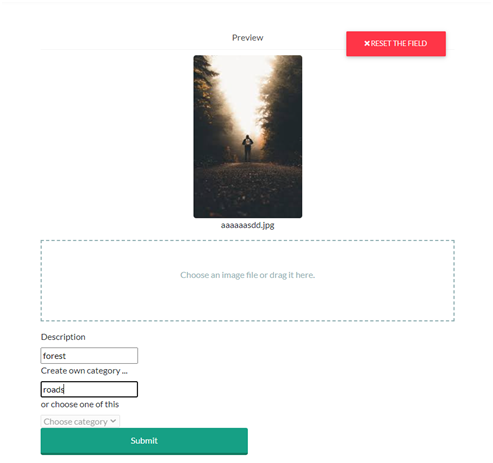 Preview
✖ RESET THE FIELD
aaaaaasdd.jpg
Choose an image file or drag it here.
Description
forest
Create own category ...
roads
or choose one of this
Choose category
Submit